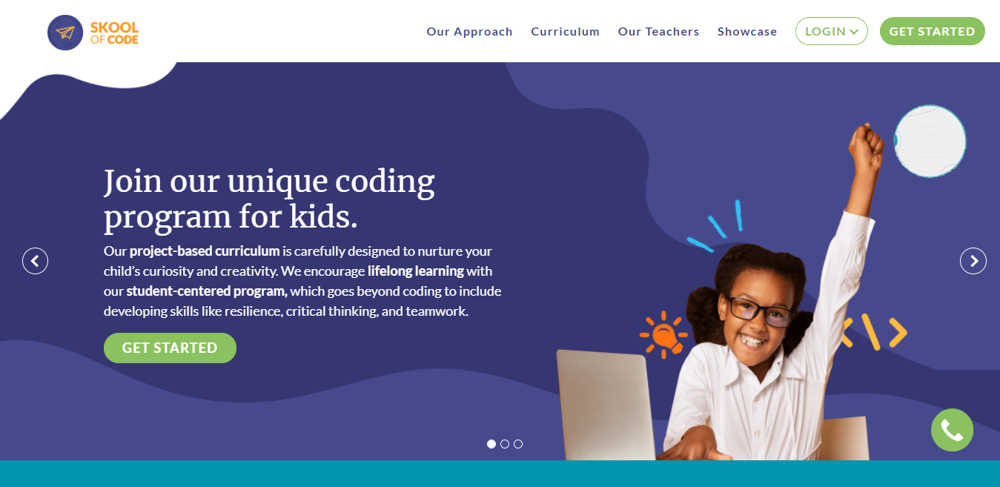 SKOOL
OF CODE
Our Approach
Curriculum
Our Teachers
Showcase
LOGIN
GET STARTED
Join our unique coding
program for kids.
Our project-based curriculum is carefully designed to nurture your
child’s curiosity and creativity. We encourage lifelong learning with
our student-centered program, which goes beyond coding to include
developing skills like resilience, critical thinking, and teamwork.
GET STARTED